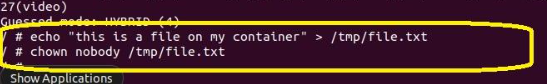 27(video)
Guessed mode: HYBRID (4)
/ # echo "this is a file on my container" > /tmp/file.txt
/ # chown nobody /tmp/file.txt
/ #
Show Applications